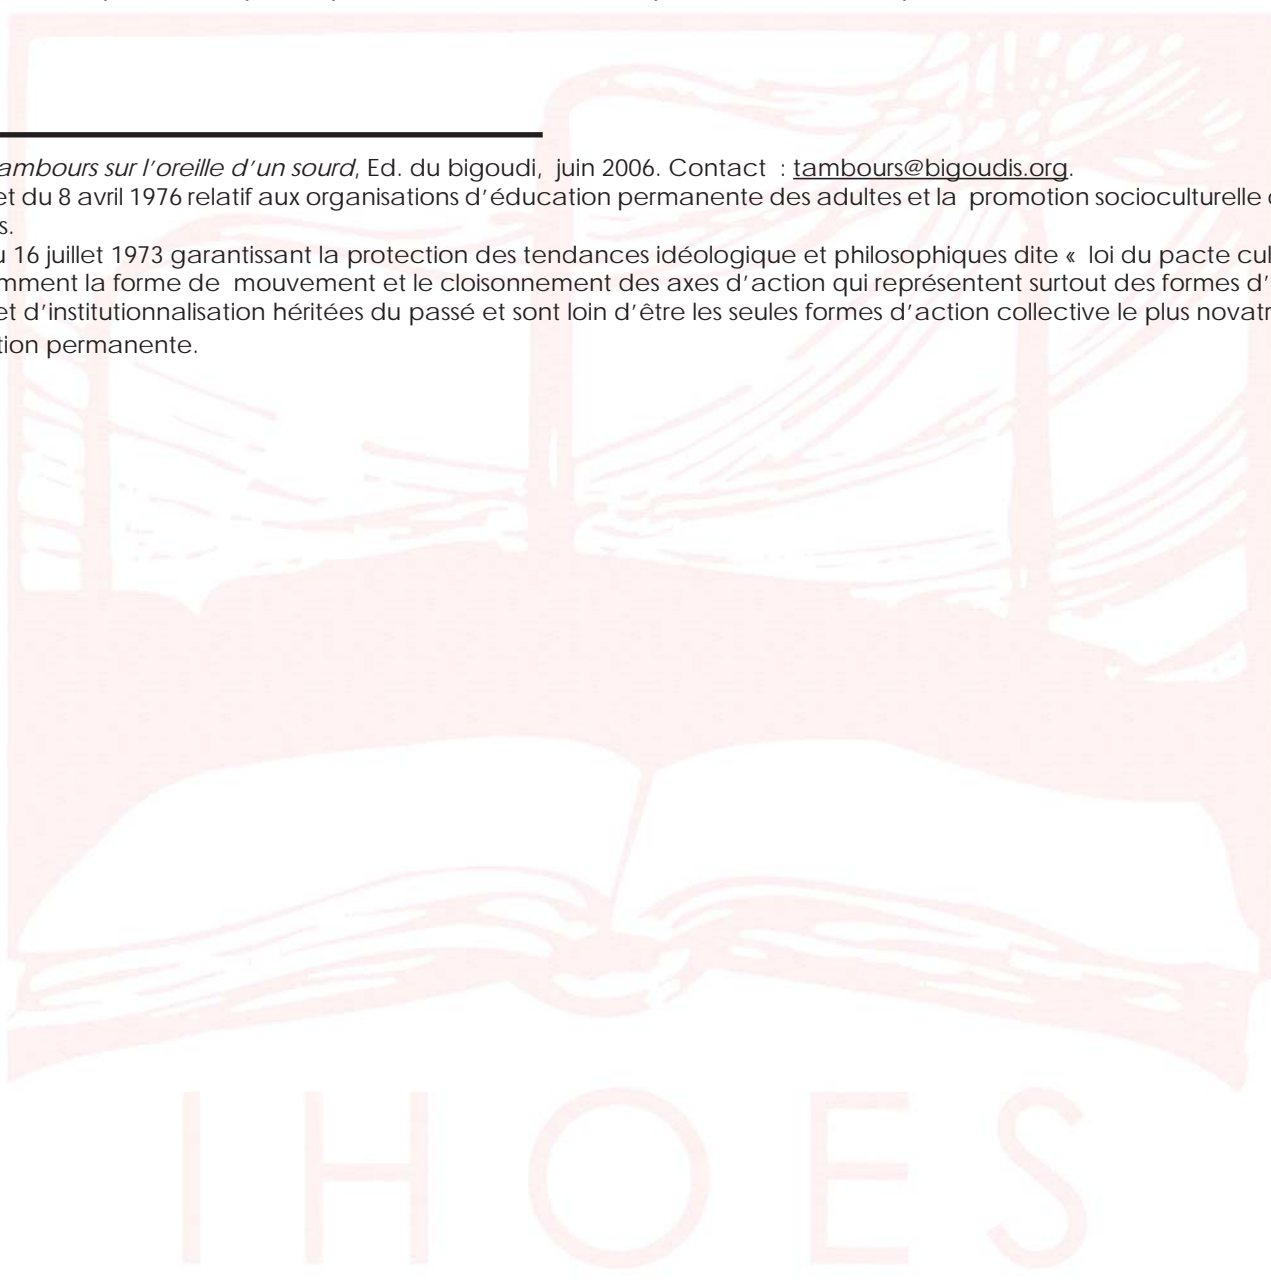 ambours sur l'oreille d'un sourd, Ed. du bigoudi, juin 2006. Contact : tambours@bigoudis.org.
et du 8 avril 1976 relatif aux organisations d'éducation permanente des adultes et la promotion socioculturelle
s.
u 16 juillet 1973 garantissant la protection des tendances idéologique et philosophiques dite « loi du pacte cul
mment la forme de mouvement et le cloisonnement des axes d'action qui représentent surtout des formes d'
et d'institutionnalisation héritées du passé et sont loin d'être les seules formes d'action collective le plus novat
tion permanente.
IHOES